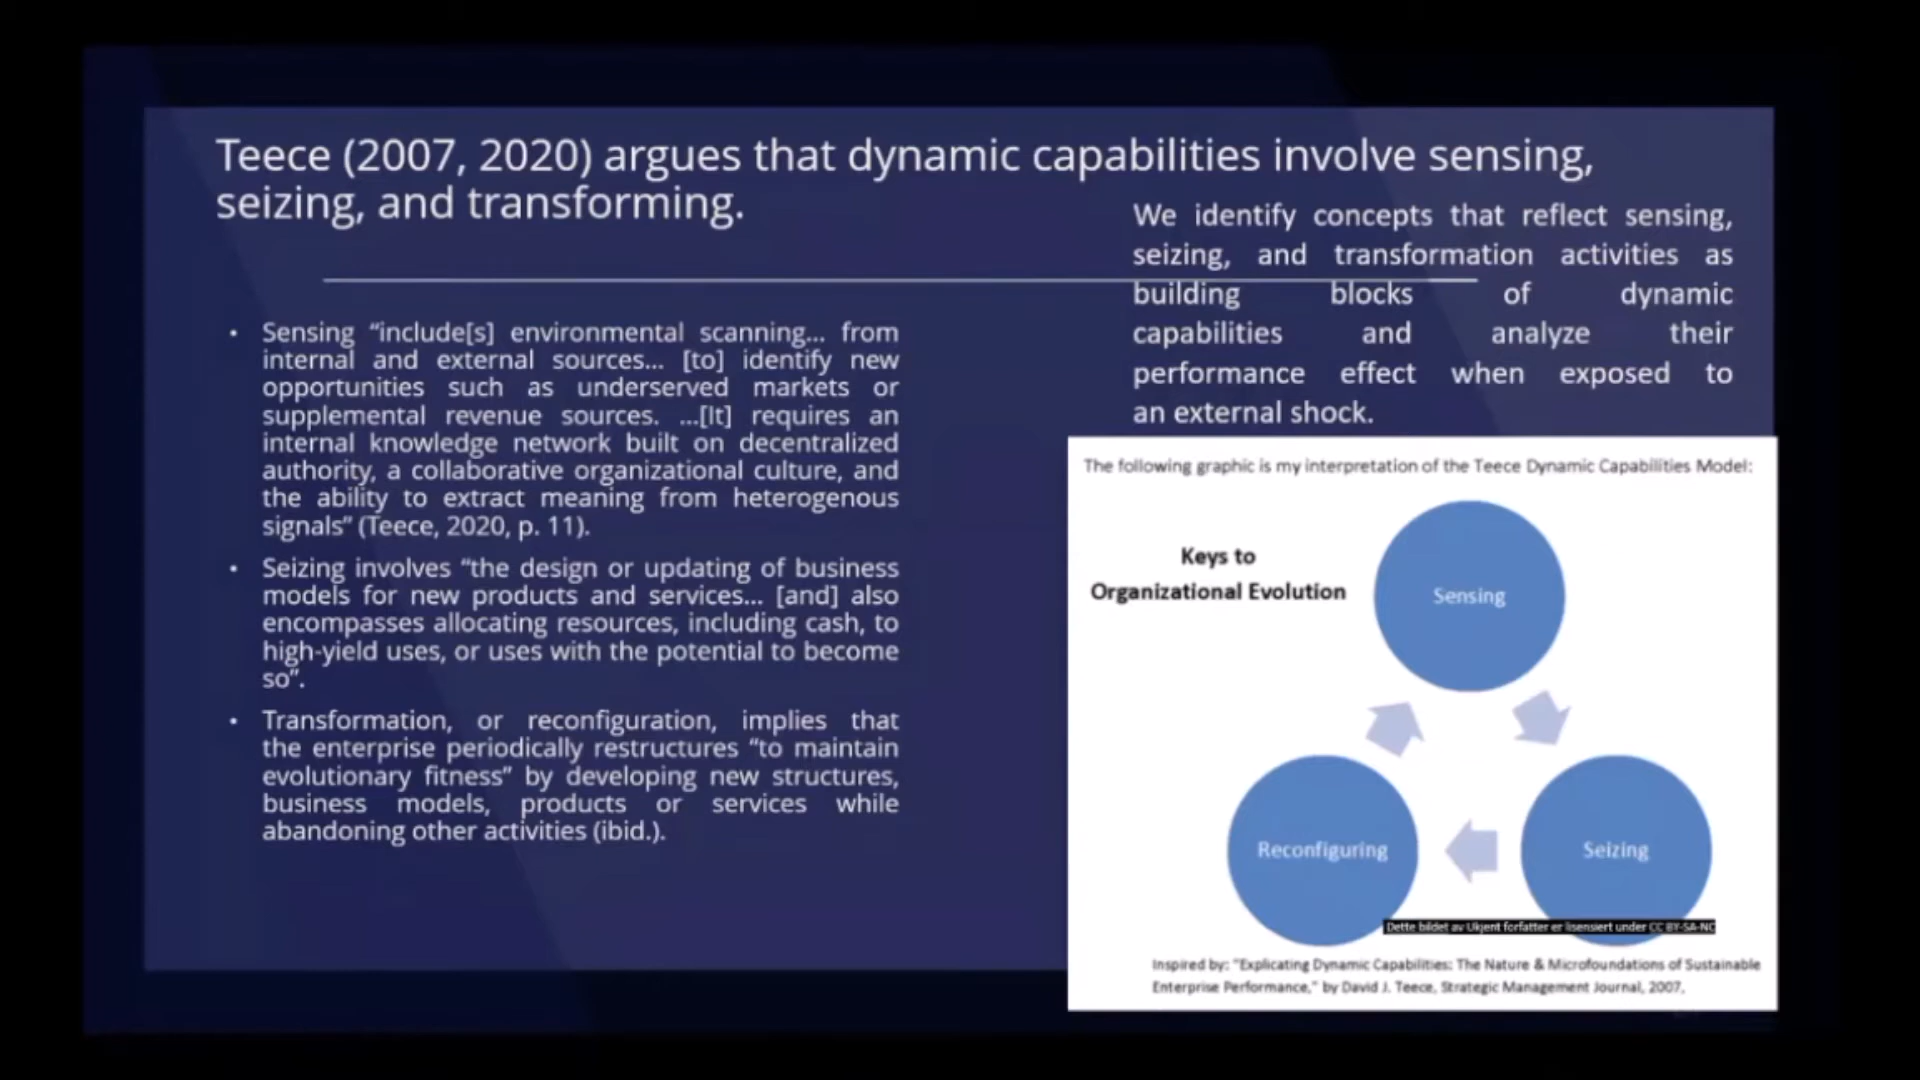 Teece (2007, 2020) argues that dynamic capabilities involve sensing,
seizing, and transforming.
We identify concepts that reflect sensing,
seizing, and transformation activities as
building blocks of dynamic
capabilities and analyze their
performance effect when exposed to
an external shock.
• Sensing “include[s] environmental scanning... from
internal and external sources... [to] identify new
opportunities such as underserved markets or
supplemental revenue sources. ...[It] requires an
internal knowledge network built on decentralized
authority, a collaborative organizational culture, and
the ability to extract meaning from heterogenous
signals” (Teece, 2020, p. 11).
• Seizing involves “the design or updating of business
models for new products and services... [and] also
encompasses allocating resources, including cash, to
high-yield uses, or uses with the potential to become
so”.
• Transformation, or reconfiguration, implies that
the enterprise periodically restructures “to maintain
evolutionary fitness” by developing new structures,
business models, products or services while
abandoning other activities (ibid.).
The following graphic is my interpretation of the Teece Dynamic Capabilities Model:
Keys to
Organizational Evolution
Sensing
Reconfiguring
Seizing
Dette bildet av Ukjent forfatter er lisensiert under CC BY-SA-NC
Inspired by: "Explicating Dynamic Capabilities: The Nature & Microfoundations of Sustainable
Enterprise Performance," by David J. Teece, Strategic Management Journal, 2007.